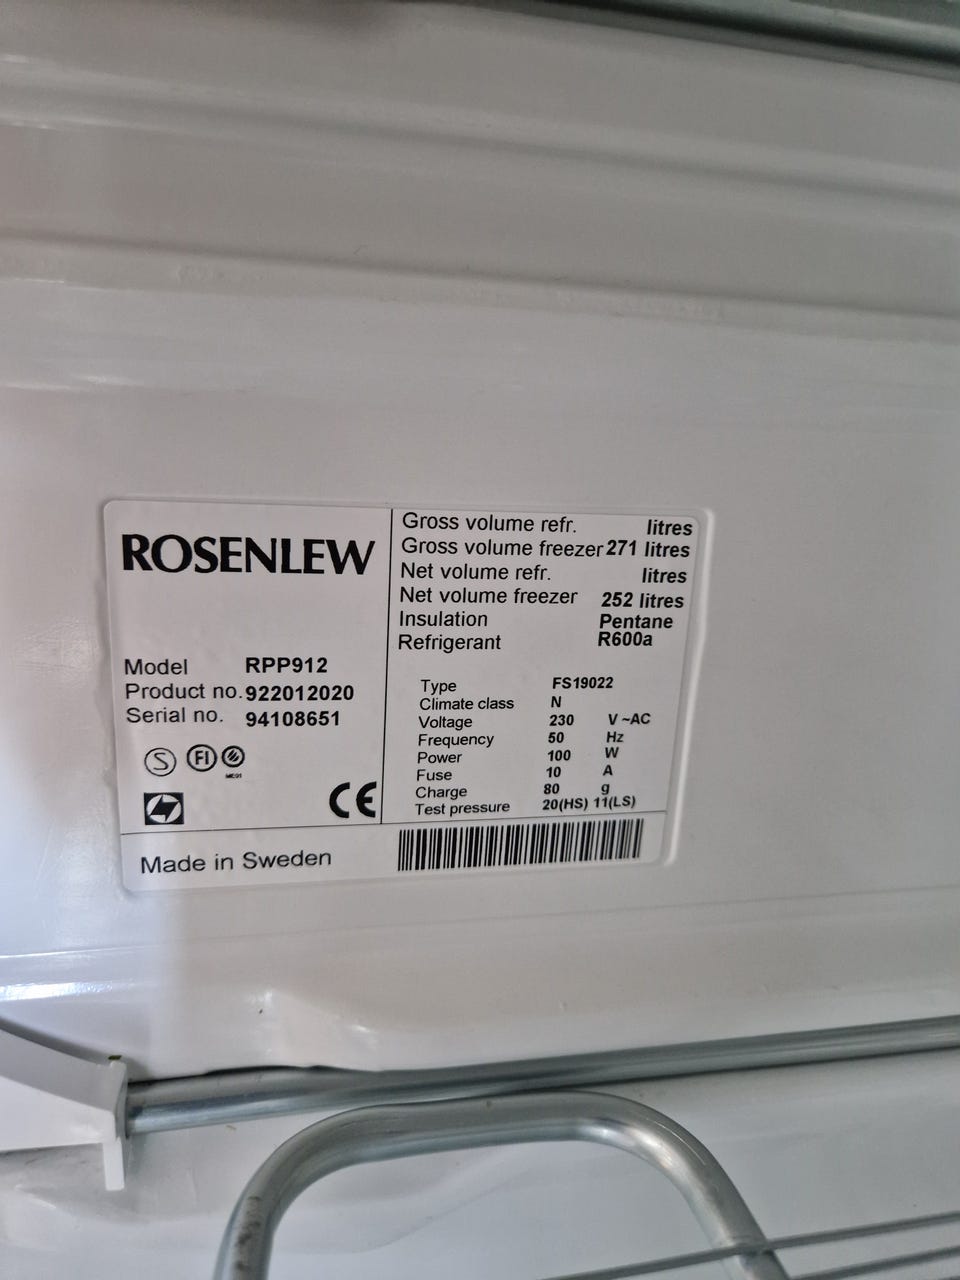 ROSENLEW
Model RPP912
Product no. 922012020
Serial no. 94108651
S FI
CE
Made in Sweden
Gross volume refr. litres
Gross volume freezer 271 litres
Net volume refr. litres
Net volume freezer 252 litres
Insulation Pentane
Refrigerant R600a
Type FS19022
Climate class N
Voltage 230 V ~AC
Frequency 50 Hz
Power 100 W
Fuse 10 A
Charge 80 g
Test pressure 20(HS) 11(LS)